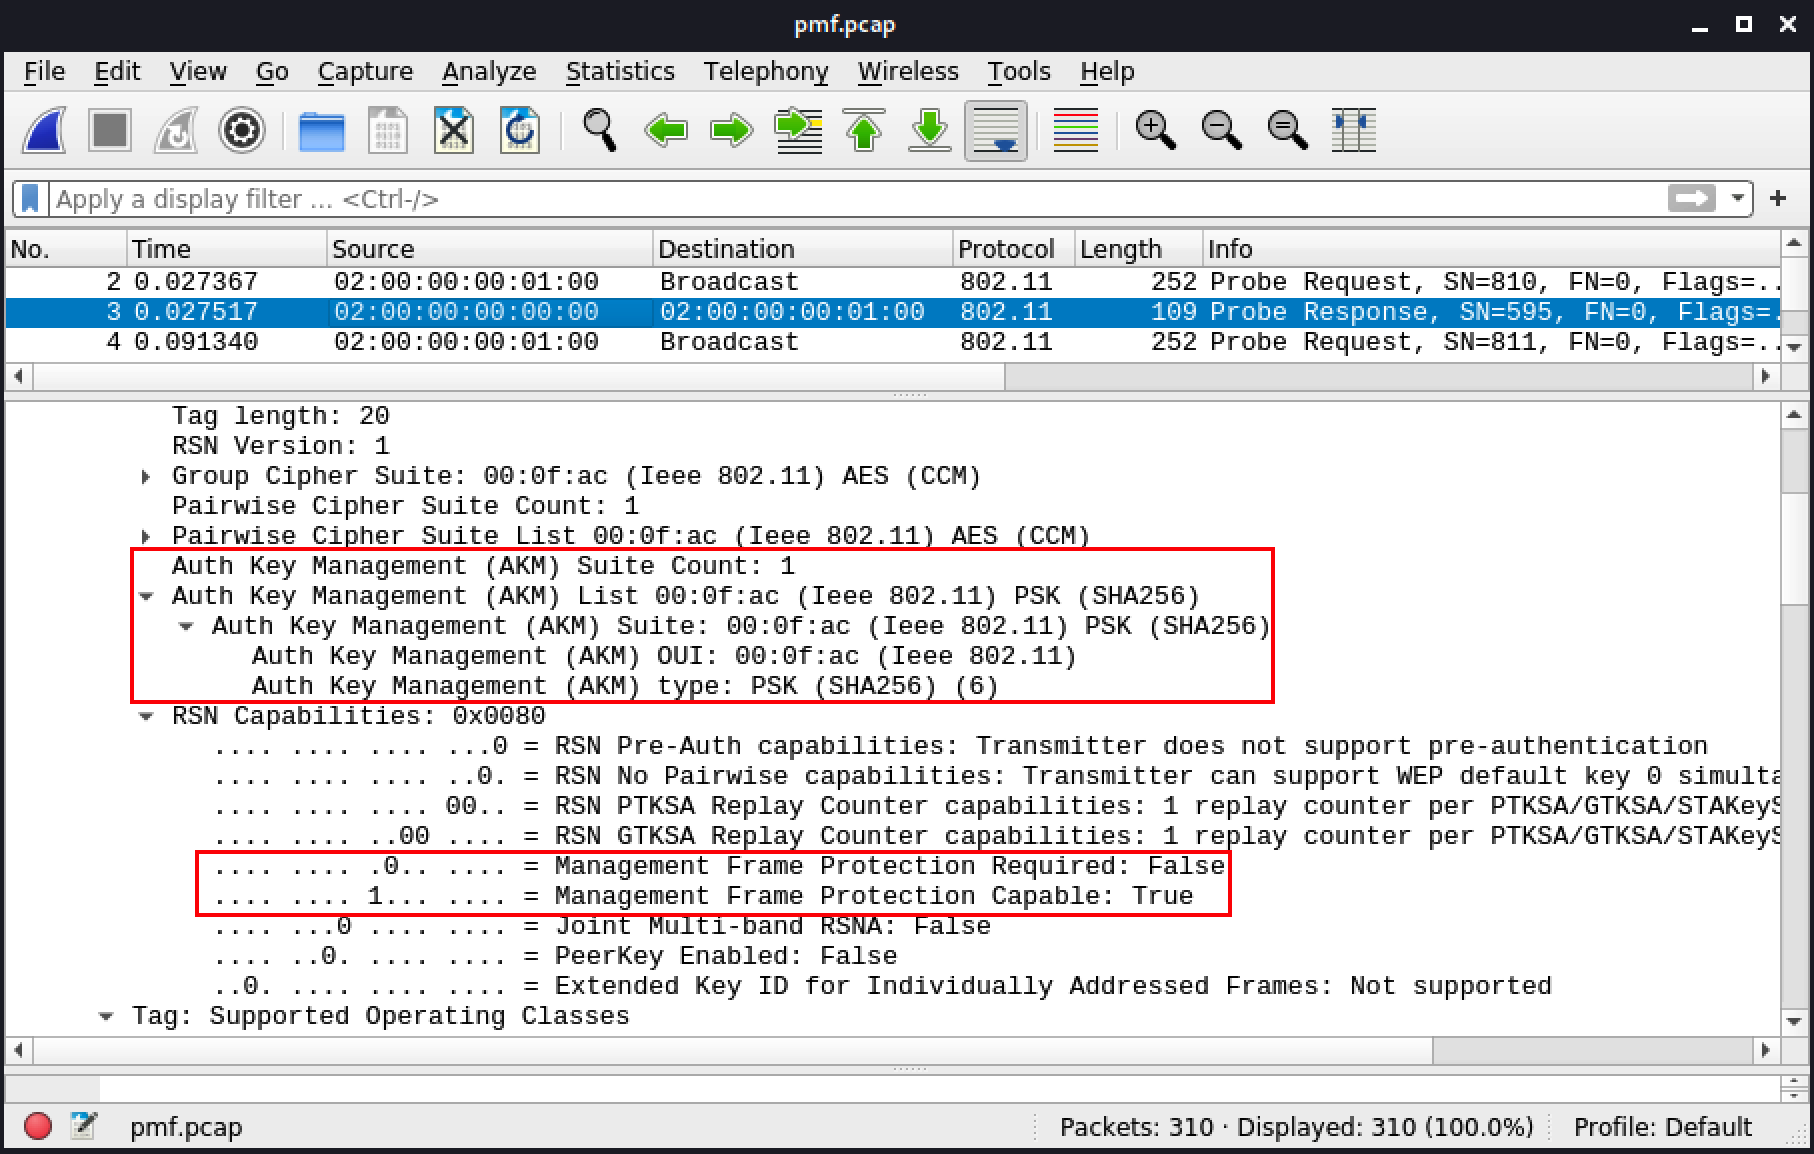 pmf.pcap
File Edit View Go Capture Analyze Statistics Telephony Wireless Tools Help
Apply a display filter ... <Ctrl-/>
No. Time Source Destination Protocol Length Info
2 0.027367 02:00:00:00:01:00 Broadcast 802.11 252 Probe Request, SN=810, FN=0, Flags=..
3 0.027517 02:00:00:00:00:00 02:00:00:00:01:00 802.11 109 Probe Response, SN=595, FN=0, Flags=.
4 0.091340 02:00:00:00:01:00 Broadcast 802.11 252 Probe Request, SN=811, FN=0, Flags=..
Tag length: 20
RSN Version: 1
Group Cipher Suite: 00:0f:ac (Ieee 802.11) AES (CCM)
Pairwise Cipher Suite Count: 1
Pairwise Cipher Suite List 00:0f:ac (Ieee 802.11) AES (CCM)
Auth Key Management (AKM) Suite Count: 1
Auth Key Management (AKM) List 00:0f:ac (Ieee 802.11) PSK (SHA256)
Auth Key Management (AKM) Suite: 00:0f:ac (Ieee 802.11) PSK (SHA256)
Auth Key Management (AKM) OUI: 00:0f:ac (Ieee 802.11)
Auth Key Management (AKM) type: PSK (SHA256) (6)
RSN Capabilities: 0x0080
.... .... .... ...0 = RSN Pre-Auth capabilities: Transmitter does not support pre-authentication
.... .... .... ..0. = RSN No Pairwise capabilities: Transmitter can support WEP default key 0 simulta
.... .... .... 00.. = RSN PTKSA Replay Counter capabilities: 1 replay counter per PTKSA/GTKSA/STAKeyS
.... .... ..00 .... = RSN GTKSA Replay Counter capabilities: 1 replay counter per PTKSA/GTKSA/STAKeyS
.... .... .0.. .... = Management Frame Protection Required: False
.... .... 1... .... = Management Frame Protection Capable: True
.... ...0 .... .... = Joint Multi-band RSNA: False
.... ..0. .... .... = PeerKey Enabled: False
..0. .... .... .... = Extended Key ID for Individually Addressed Frames: Not supported
Tag: Supported Operating Classes
pmf.pcap Packets: 310 · Displayed: 310 (100.0%) Profile: Default